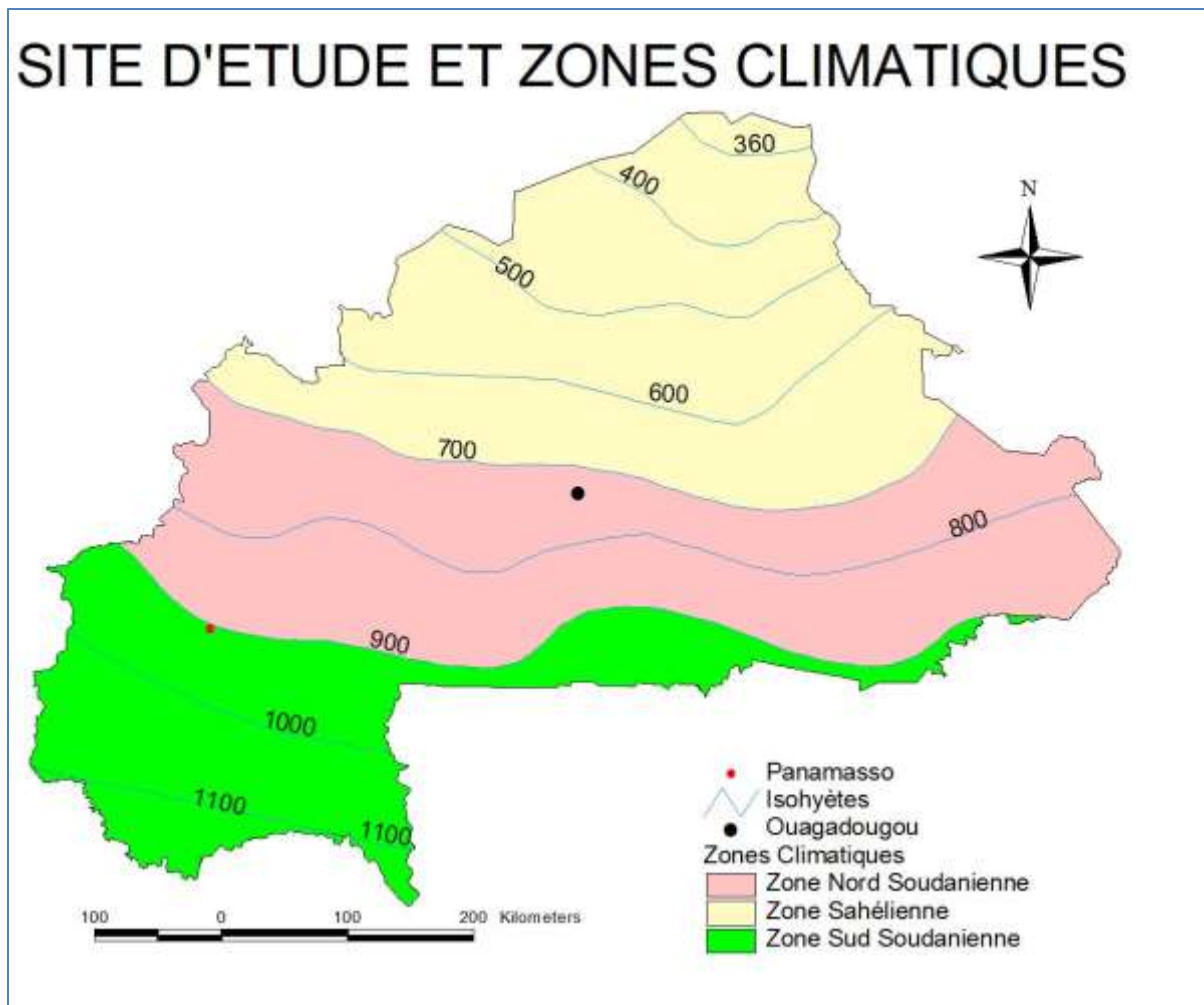 SITE D'ETUDE ET ZONES CLIMATIQUES
360
400
N
500
600
700
800
900
1000
1100
1100
Panamasso
Isohyètes
Ouagadougou
Zones Climatiques
Zone Nord Soudanienne
Zone Sahélienne
Zone Sud Soudanienne
100 0 100 200 Kilometers